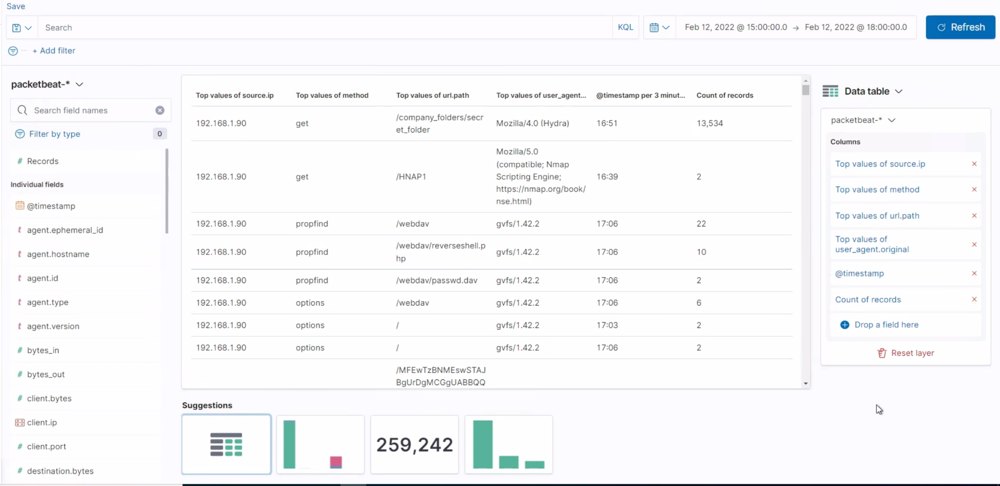 Save
Search
KQL
Feb 12, 2022 @ 15:00:00.0 → Feb 12, 2022 @ 18:00:00.0
Refresh
+ Add filter
packetbeat-*
Search field names
Filter by type
0
Records
Individual fields
@timestamp
agent.ephemeral_id
agent.hostname
agent.id
agent.type
agent.version
bytes_in
bytes_out
client.bytes
client.ip
client.port
destination.bytes
Top values of source.ip Top values of method Top values of url.path Top values of user_agent... @timestamp per 3 minut... Count of records
192.168.1.90 get /company_folders/secr
et_folder Mozilla/4.0 (Hydra) 16:51 13,534
192.168.1.90 get /HNAP1 Mozilla/5.0
(compatible; Nmap
Scripting Engine;
https://nmap.org/book/
nse.html) 16:39 2
192.168.1.90 propfind /webdav gvfs/1.42.2 17:06 22
192.168.1.90 propfind /webdav/reverseshell.p
hp gvfs/1.42.2 17:06 10
192.168.1.90 propfind /webdav/passwd.dav gvfs/1.42.2 17:06 2
192.168.1.90 options /webdav gvfs/1.42.2 17:06 6
192.168.1.90 options / gvfs/1.42.2 17:03 2
192.168.1.90 options / gvfs/1.42.2 17:06 2
/MFEwTzBNMEswSTAJ
BgUrDgMCGgUABBQQ
Suggestions
259,242
Data table
packetbeat-*
Columns
Top values of source.ip
Top values of method
Top values of url.path
Top values of
user_agent.original
@timestamp
Count of records
Drop a field here
Reset layer